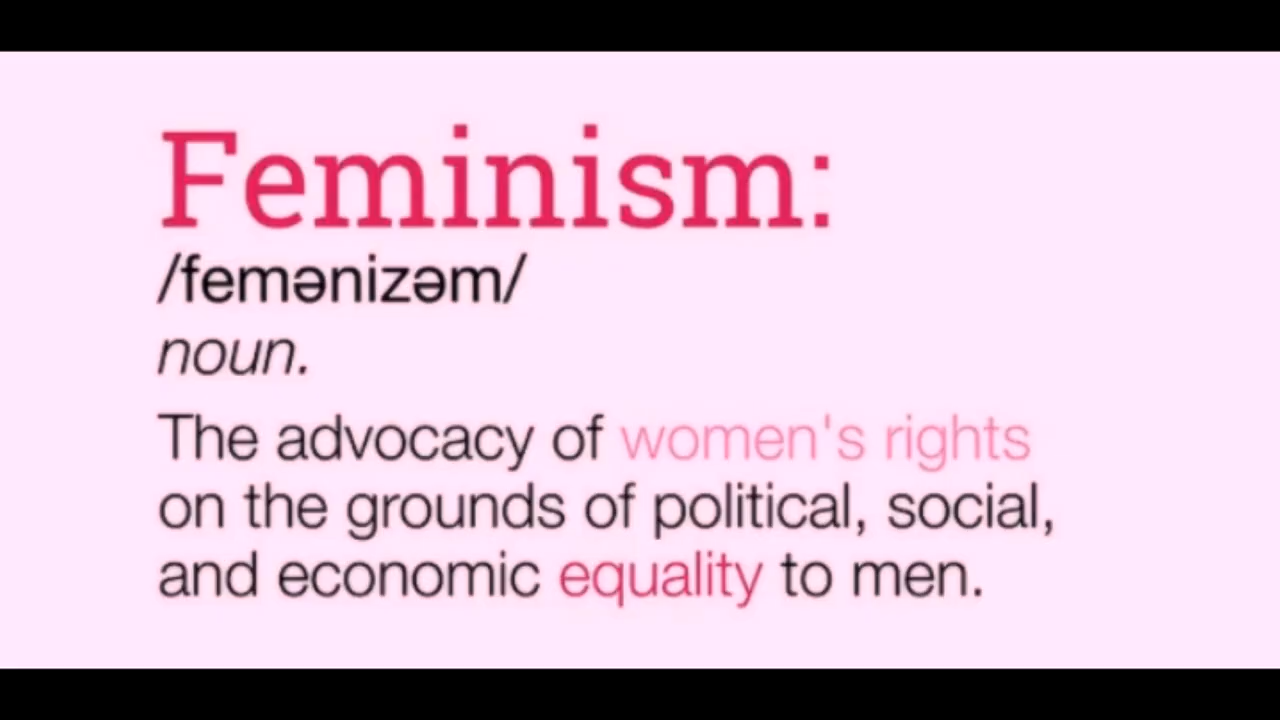 Feminism:
/femənizəm/
noun.
The advocacy of women's rights
on the grounds of political, social,
and economic equality to men.